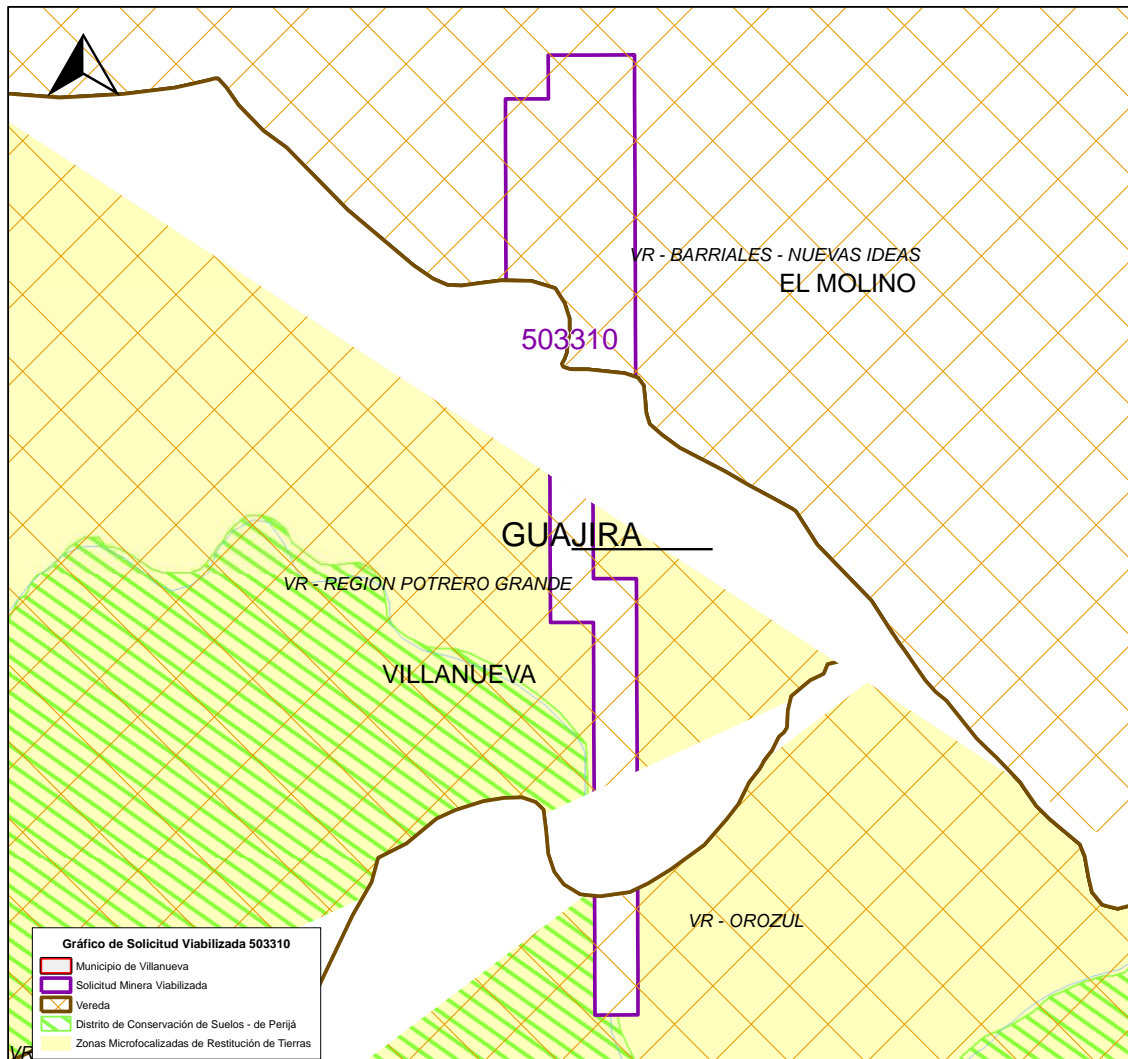 VR - BARRIALES - NUEVAS IDEAS
EL MOLINO
503310
GUAJIRA
VR - REGION POTRERO GRANDE
VILLANUEVA
VR - OROZUL
Gráfico de Solicitud Viabilizada 503310
Municipio de Villanueva
Solicitud Minera Viabilizada
Vereda
Distrito de Conservación de Suelos - de Perijá
Zonas Microfocalizadas de Restitución de Tierras
VR